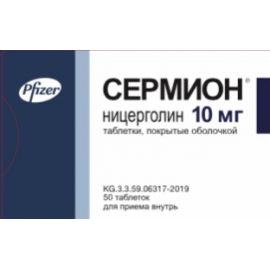 Pfizer
СЕРМИОН®
ницерголин 10 мг
таблетки, покрытые оболочкой
KG.3.3.59.06317-2019
50 таблеток
для приема внутрь